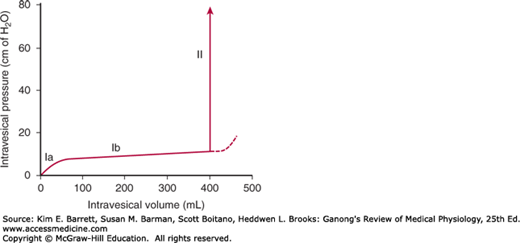 80
60
40
20
0
Intravesical pressure (cm of H₂O)
Ia
Ib
II
0 100 200 300 400 500
Intravesical volume (mL)
Source: Kim E. Barrett, Susan M. Barman, Scott Boitano, Heddwen L. Brooks: Ganong's Review of Medical Physiology, 25th Ed.
www.accessmedicine.com
Copyright © McGraw-Hill Education.  All rights reserved.